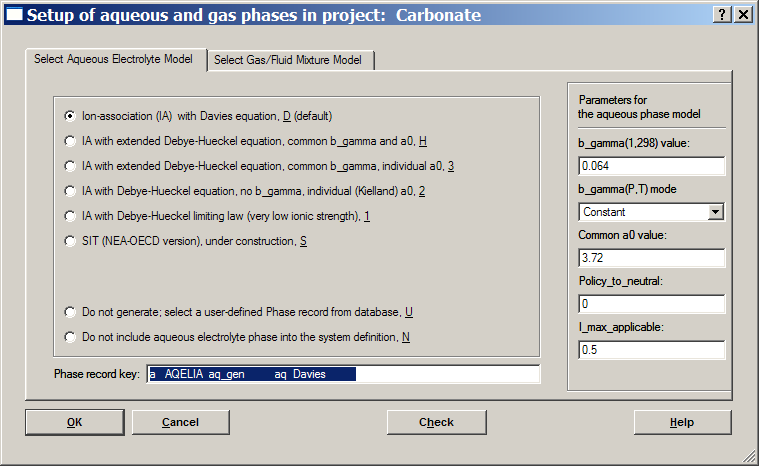 Setup of aqueous and gas phases in project: Carbonate
Select Aqueous Electrolyte Model
Select Gas/Fluid Mixture Model
Ion-association (IA) with Davies equation, D (default)
IA with extended Debye-Hueckel equation, common b_gamma and a0, H
IA with extended Debye-Hueckel equation, common b_gamma, individual a0, 3
IA with Debye-Hueckel equation, no b_gamma, individual (Kielland) a0, 2
IA with Debye-Hueckel limiting law (very low ionic strength), 1
SIT (NEA-OECD version), under construction, S
Do not generate; select a user-defined Phase record from database, U
Do not include aqueous electrolyte phase into the system definition, N
Phase record key:
a AQELIA aq_gen aq Davies
Parameters for
the aqueous phase model
b_gamma(1,298) value:
0.064
b_gamma(P,T) mode
Constant
Common a0 value:
3.72
Policy_to_neutral:
0
I_max_applicable:
0.5
OK
Cancel
Check
Help